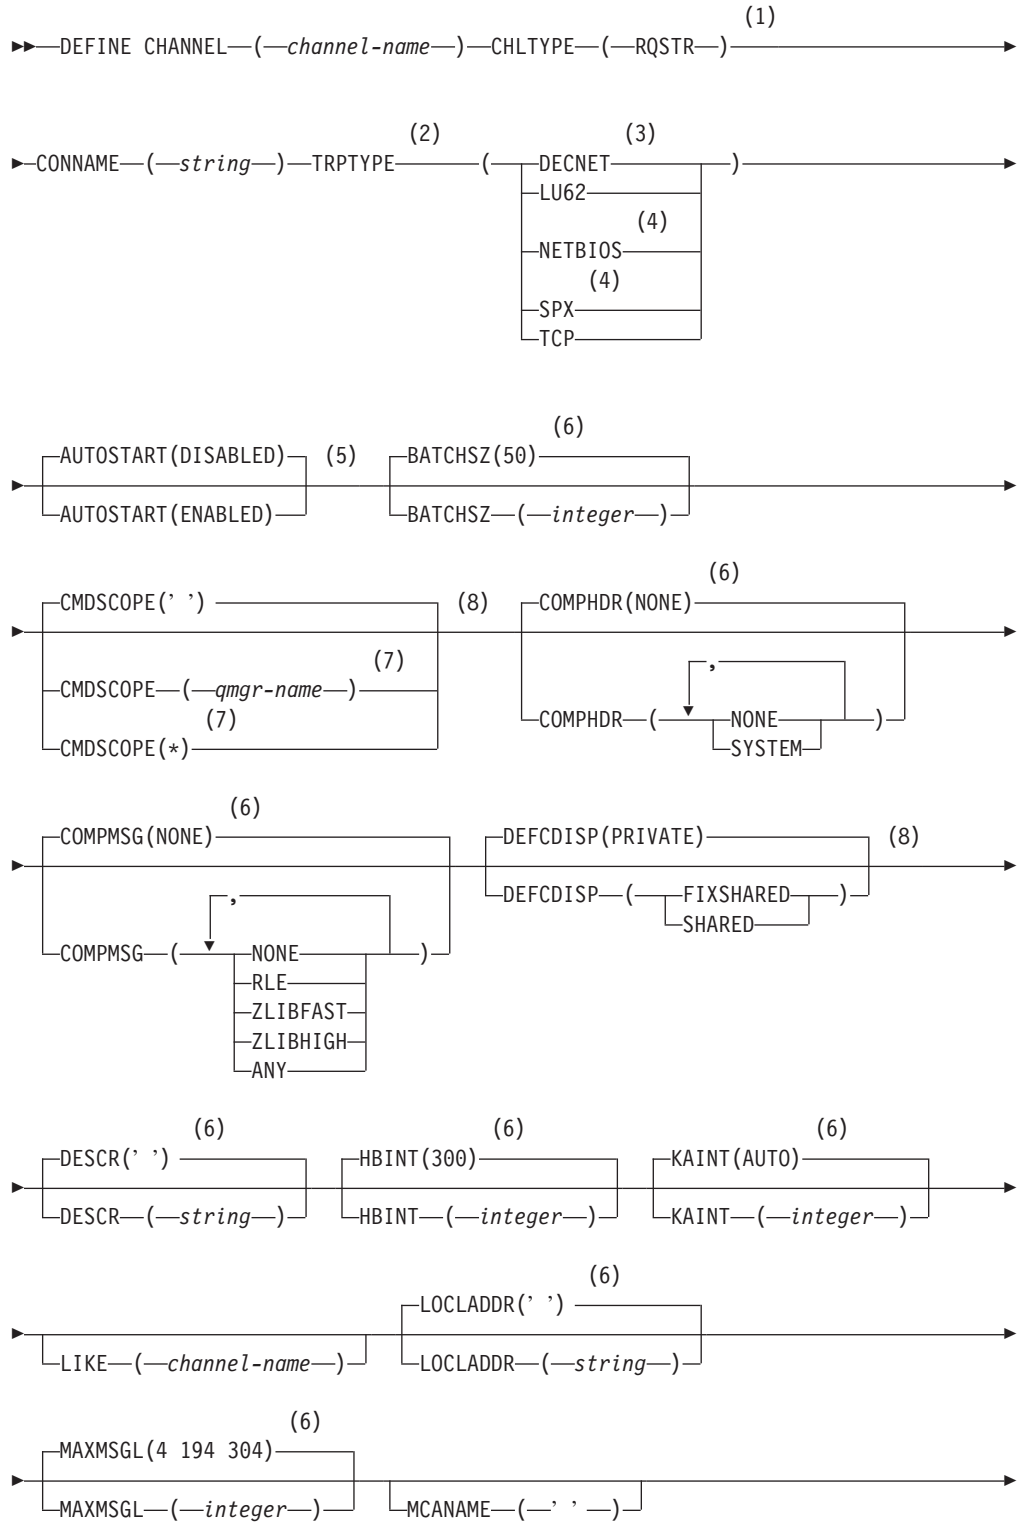 (1)
DEFINE CHANNEL ( channel-name ) CHLTYPE ( RQSTR )
(2) (3)
CONNAME ( string ) TRPTYPE ( DECNET )
LU62
(4)
NETBIOS
(4)
SPX
TCP
(6)
AUTOSTART(DISABLED) (5) BATCHSZ(50)
AUTOSTART(ENABLED) BATCHSZ ( integer )
(6)
CMDSCOPE(’ ’) (8) COMPHDR(NONE)
(7) ,
CMDSCOPE ( qmgr-name ) COMPHDR ( NONE )
(7) SYSTEM
CMDSCOPE(*)
(6)
COMPMSG(NONE) DEFCDISP(PRIVATE) (8)
, DEFCDISP ( FIXSHARED )
SHARED
COMPMSG ( NONE )
RLE
ZLIBFAST
ZLIBHIGH
ANY
(6) (6) (6)
DESCR(’ ’) HBINT(300) KAINT(AUTO)
DESCR ( string ) HBINT ( integer ) KAINT ( integer )
(6)
LOCLADDR(’ ’)
LIKE ( channel-name ) LOCLADDR ( string )
(6)
MAXMSGL(4 194 304)
MAXMSGL ( integer ) MCANAME ( ’ ’ )